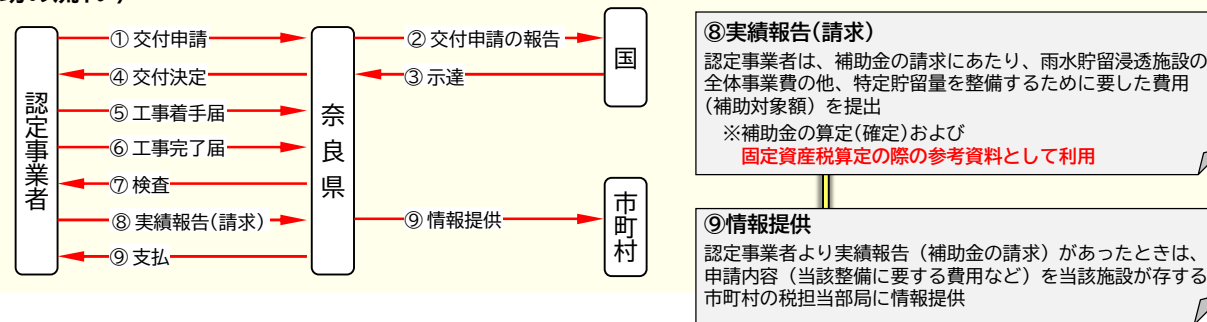 ① 交付申請
② 交付申請の報告
④ 交付決定
③ 示達
⑤ 工事着手届
⑥ 工事完了届
⑦ 検査
⑧ 実績報告(請求)
⑨ 情報提供
⑨ 支払
認定事業者
奈良県
国
市町村
⑧実績報告(請求)
認定事業者は、補助金の請求にあたり、雨水貯留浸透施設の
全体事業費の他、特定貯留量を整備するために要した費用
(補助対象額)を提出
※補助金の算定(確定)および
固定資産税算定の際の参考資料として利用
⑨情報提供
認定事業者より実績報告(補助金の請求)があったときは、
申請内容(当該整備に要する費用など)を当該施設が存する
市町村の税担当部局に情報提供